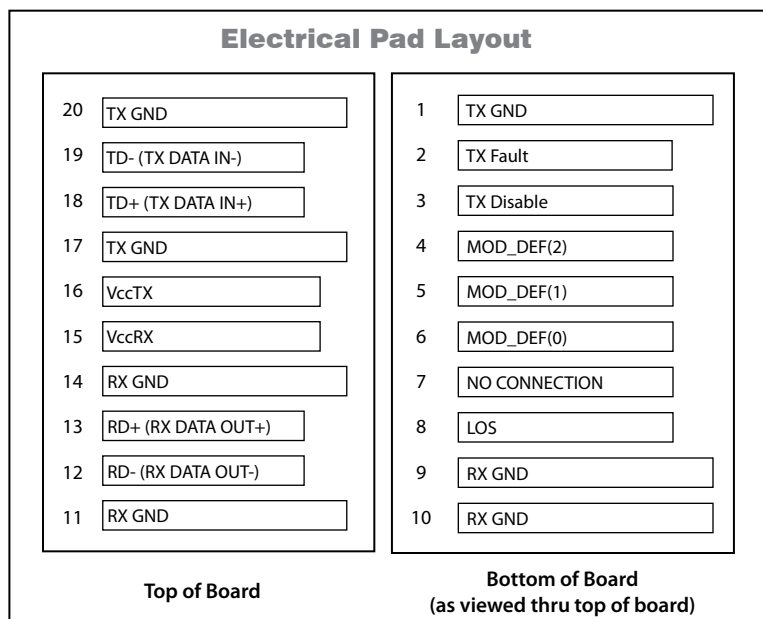 Electrical Pad Layout
20 TX GND
19 TD- (TX DATA IN-)
18 TD+ (TX DATA IN+)
17 TX GND
16 VccTX
15 VccRX
14 RX GND
13 RD+ (RX DATA OUT+)
12 RD- (RX DATA OUT-)
11 RX GND
Top of Board
1 TX GND
2 TX Fault
3 TX Disable
4 MOD_DEF(2)
5 MOD_DEF(1)
6 MOD_DEF(0)
7 NO CONNECTION
8 LOS
9 RX GND
10 RX GND
Bottom of Board
(as viewed thru top of board)